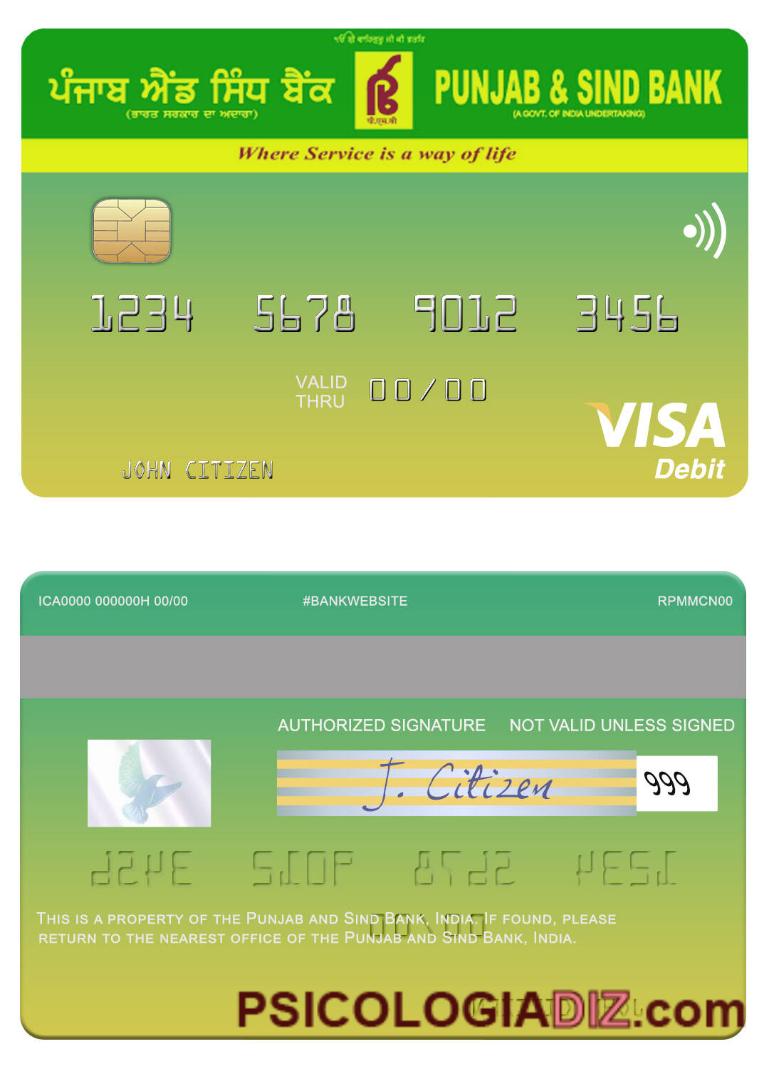 ਪੰਜਾਬ ਐਂਡ ਸਿੰਧ ਬੈਂਕ
(ਭਾਰਤ ਸਰਕਾਰ ਦਾ ਅਦਾਰਾ)
ਪੀ.ਐਸ.ਬੀ
PUNJAB & SIND BANK
(A GOVT. OF INDIA UNDERTAKING)
Where Service is a way of life
1234 5678 9012 3456
VALID THRU 00/00
VISA
Debit
JOHN CITIZEN
ICA0000 000000H 00/00 #BANKWEBSITE RPMMCN00
AUTHORIZED SIGNATURE NOT VALID UNLESS SIGNED
J. Citizen 999
THIS IS A PROPERTY OF THE PUNJAB AND SIND BANK, INDIA. IF FOUND, PLEASE
RETURN TO THE NEAREST OFFICE OF THE PUNJAB AND SIND BANK, INDIA.
PSICOLOGIADIZ.com